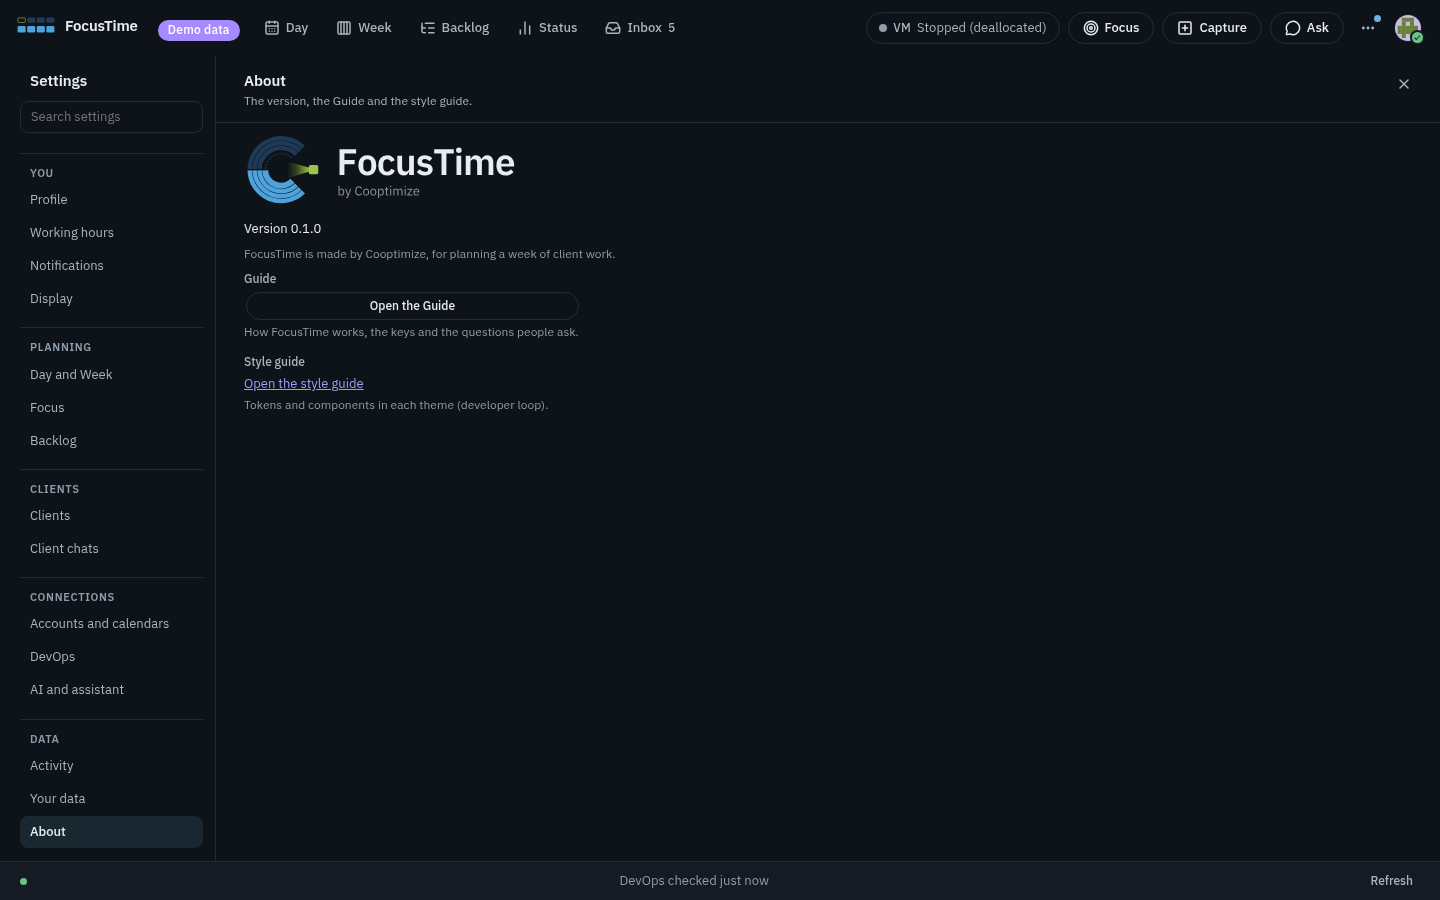 FocusTime
Demo data
Day
Week
Backlog
Status
Inbox 5
VM Stopped (deallocated)
Focus
Capture
Ask
Settings
Search settings
YOU
Profile
Working hours
Notifications
Display
PLANNING
Day and Week
Focus
Backlog
CLIENTS
Clients
Client chats
CONNECTIONS
Accounts and calendars
DevOps
AI and assistant
DATA
Activity
Your data
About
About
The version, the Guide and the style guide.
FocusTime
by Cooptimize
Version 0.1.0
FocusTime is made by Cooptimize, for planning a week of client work.
Guide
Open the Guide
How FocusTime works, the keys and the questions people ask.
Style guide
Open the style guide
Tokens and components in each theme (developer loop).
DevOps checked just now
Refresh